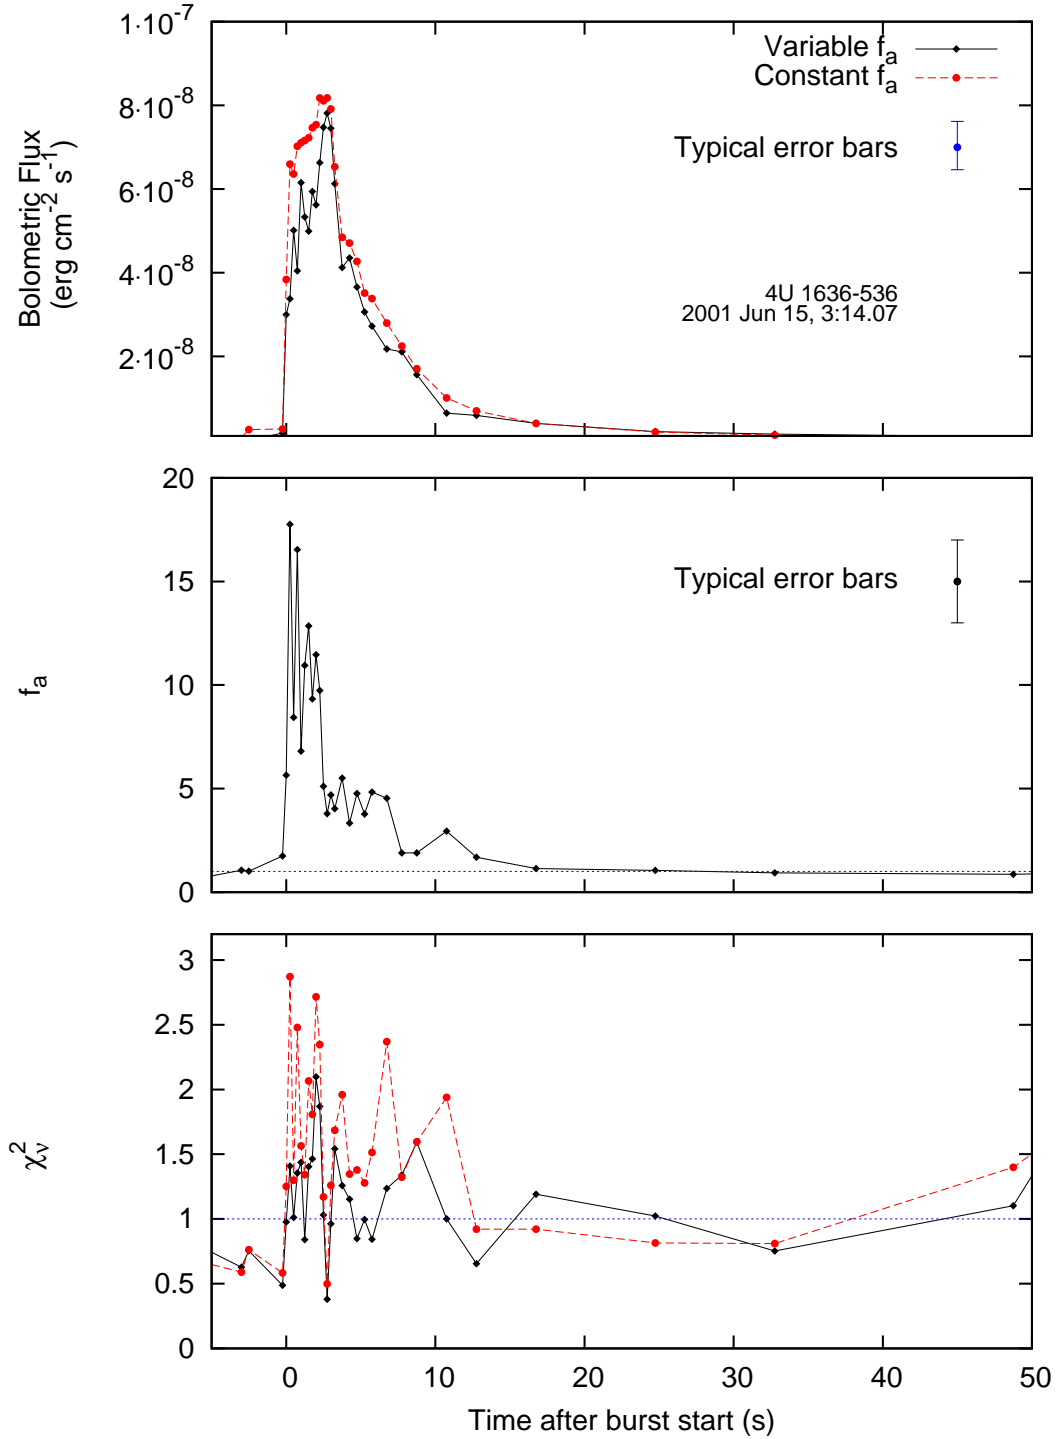 1·10-7
8·10-8
6·10-8
4·10-8
2·10-8
Bolometric Flux
(erg cm-2 s-1)
Variable fa
Constant fa
Typical error bars
4U 1636-536
2001 Jun 15, 3:14.07
20
15
10
5
0
fa
Typical error bars
3
2.5
2
1.5
1
0.5
0
χν2
0 10 20 30 40 50
Time after burst start (s)